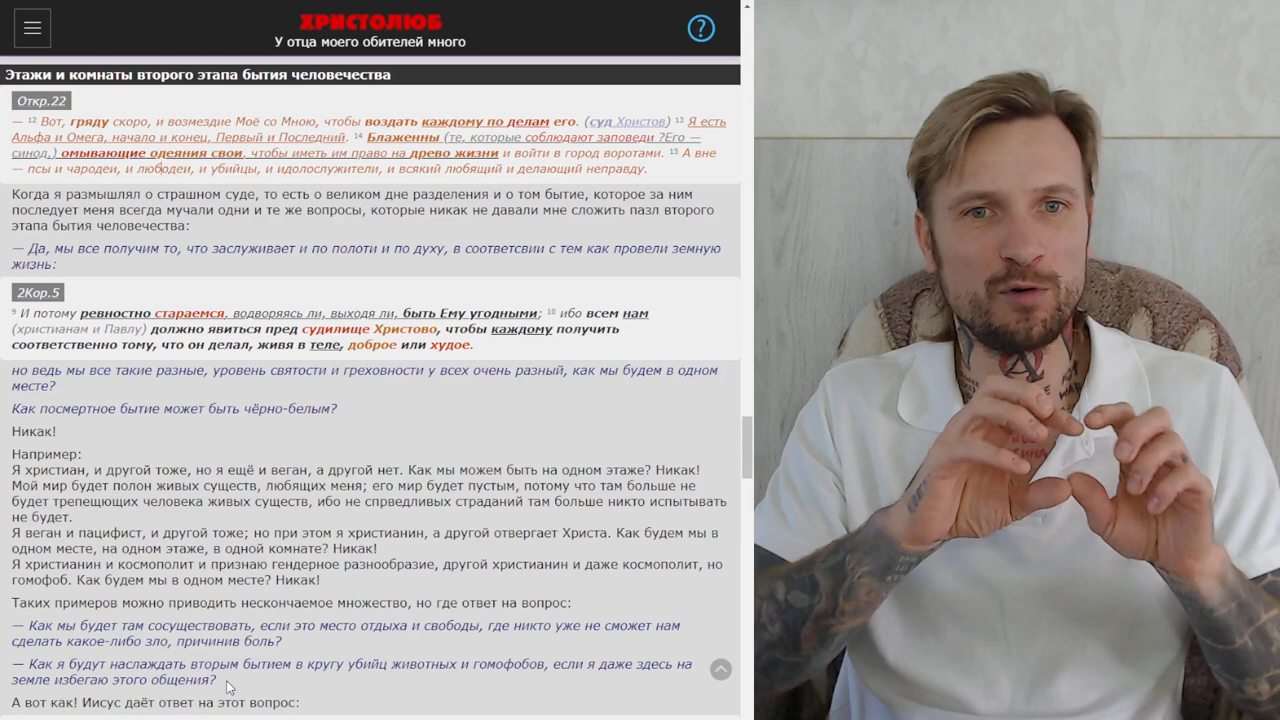 ХРИСТОЛЮБ
У отца моего обителей много
Этажи и комнаты второго этапа бытия человечества
Откр.22
— 12 Вот, гряду скоро, и возмездие Моё со Мною, чтобы воздать каждому по делам его. (суд Христов) 13 Я есть
Альфа и Омега, начало и конец, Первый и Последний. 14 Блаженны (те, которые соблюдают заповеди ?Его —
синод.) омывающие одеяния свои, чтобы иметь им право на древо жизни и войти в город воротами. 15 А вне
— псы и чародеи, и любодеи, и убийцы, и идолослужители, и всякий любящий и делающий неправду.
Когда я размышлял о страшном суде, то есть о великом дне разделения и о том бытие, которое за ним
последует меня всегда мучали одни и те же вопросы, которые никак не давали мне сложить пазл второго
этапа бытия человечества:
— Да, мы все получим то, что заслуживает и по полоти и по духу, в соответсвии с тем как провели земную
жизнь:
2Кор.5
9 И потому ревностно стараемся, водворяясь ли, выходя ли, быть Ему угодными; 10 ибо всем нам
(христианам и Павлу) должно явиться пред судилище Христово, чтобы каждому получить
соответственно тому, что он делал, живя в теле, доброе или худое.
но ведь мы все такие разные, уровень святости и греховности у всех очень разный, как мы будем в одном
месте?
Как посмертное бытие может быть чёрно-белым?
Никак!
Например:
Я христиан, и другой тоже, но я ещё и веган, а другой нет. Как мы можем быть на одном этаже? Никак!
Мой мир будет полон живых существ, любящих меня; его мир будет пустым, потому что там больше не
будет трепещющих человека живых существ, ибо не спрведливых страданий там больше никто испытывать
не будет.
Я веган и пацифист, и другой тоже; но при этом я христианин, а другой отвергает Христа. Как будем мы в
одном месте, на одном этаже, в одной комнате? Никак!
Я христианин и космополит и признаю гендерное разнообразие, другой христианин и даже космополит, но
гомофоб. Как будем мы в одном месте? Никак!
Таких примеров можно приводить нескончаемое множество, но где ответ на вопрос:
— Как мы будет там сосуществовать, если это место отдыха и свободы, где никто уже не сможет нам
сделать какое-либо зло, причинив боль?
— Как я будут наслаждать вторым бытием в кругу убийц животных и гомофобов, если я даже здесь на
земле избегаю этого общения?
А вот как! Иисус даёт ответ на этот вопрос: